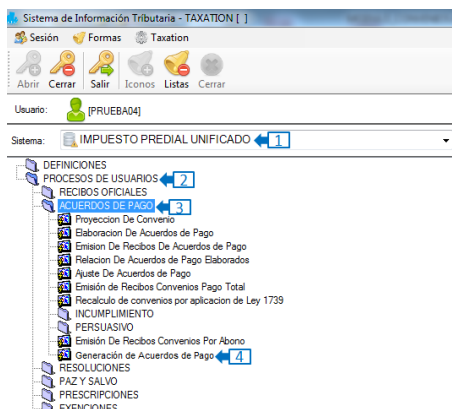 Sistema de Información Tributaria - TAXATION [ ]
Sesión Formas Taxation
Abrir Cerrar Salir Iconos Listas Cerrar
Usuario: [PRUEBA04]
Sistema: IMPUESTO PREDIAL UNIFICADO 1
DEFINICIONES
PROCESOS DE USUARIOS 2
RECIBOS OFICIALES
ACUERDOS DE PAGO 3
Proyeccion De Convenio
Elaboracion De Acuerdos de Pago
Emision De Recibos De Acuerdos de Pago
Relacion De Acuerdos de Pago Elaborados
Ajuste De Acuerdos de Pago
Emisión de Recibos Convenios Pago Total
Recalculo de convenios por aplicacion de Ley 1739
INCUMPLIMIENTO
PERSUASIVO
Emisión De Recibos Convenios Por Abono
Generación de Acuerdos de Pago 4
RESOLUCIONES
PAZ Y SALVO
PRESCRIPCIONES
EXENCIONES